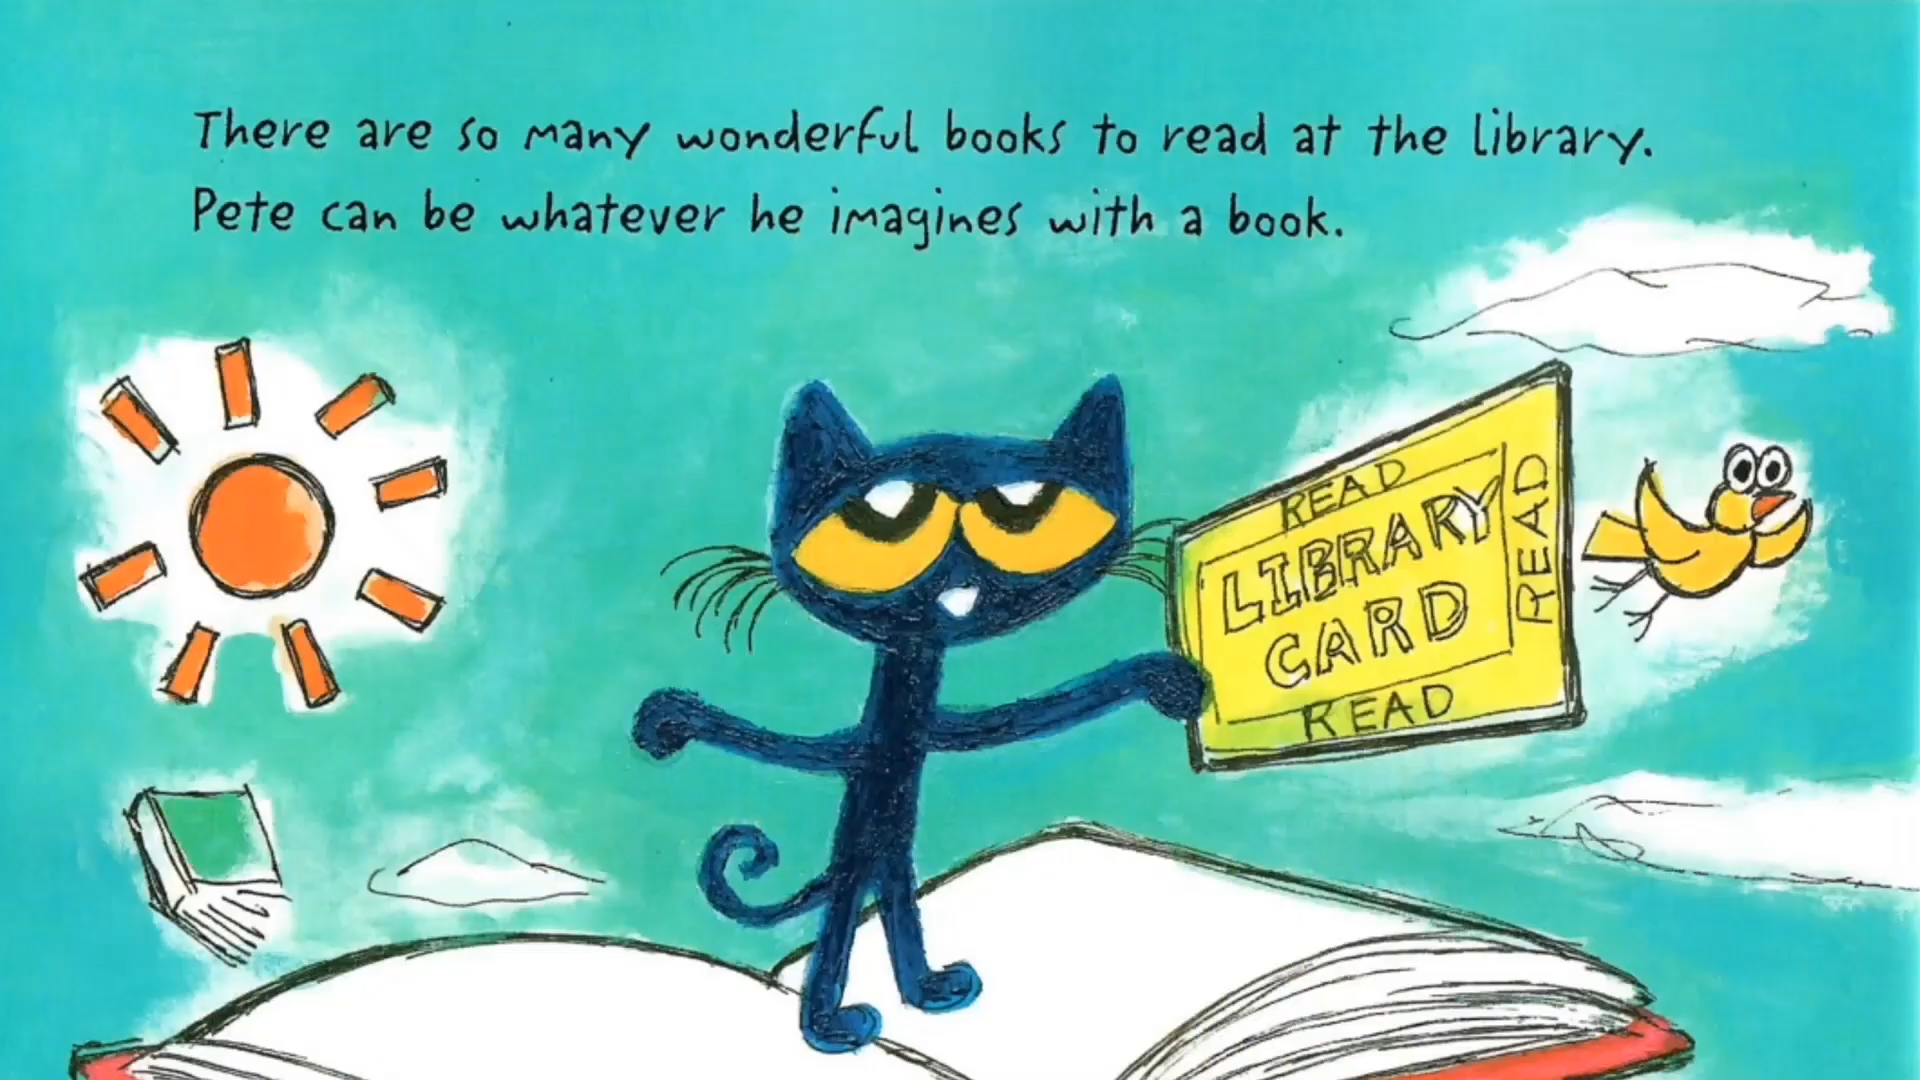 There are so many wonderful books to read at the library.
Pete can be whatever he imagines with a book.
READ
LIBRARY
CARD
READ
READ